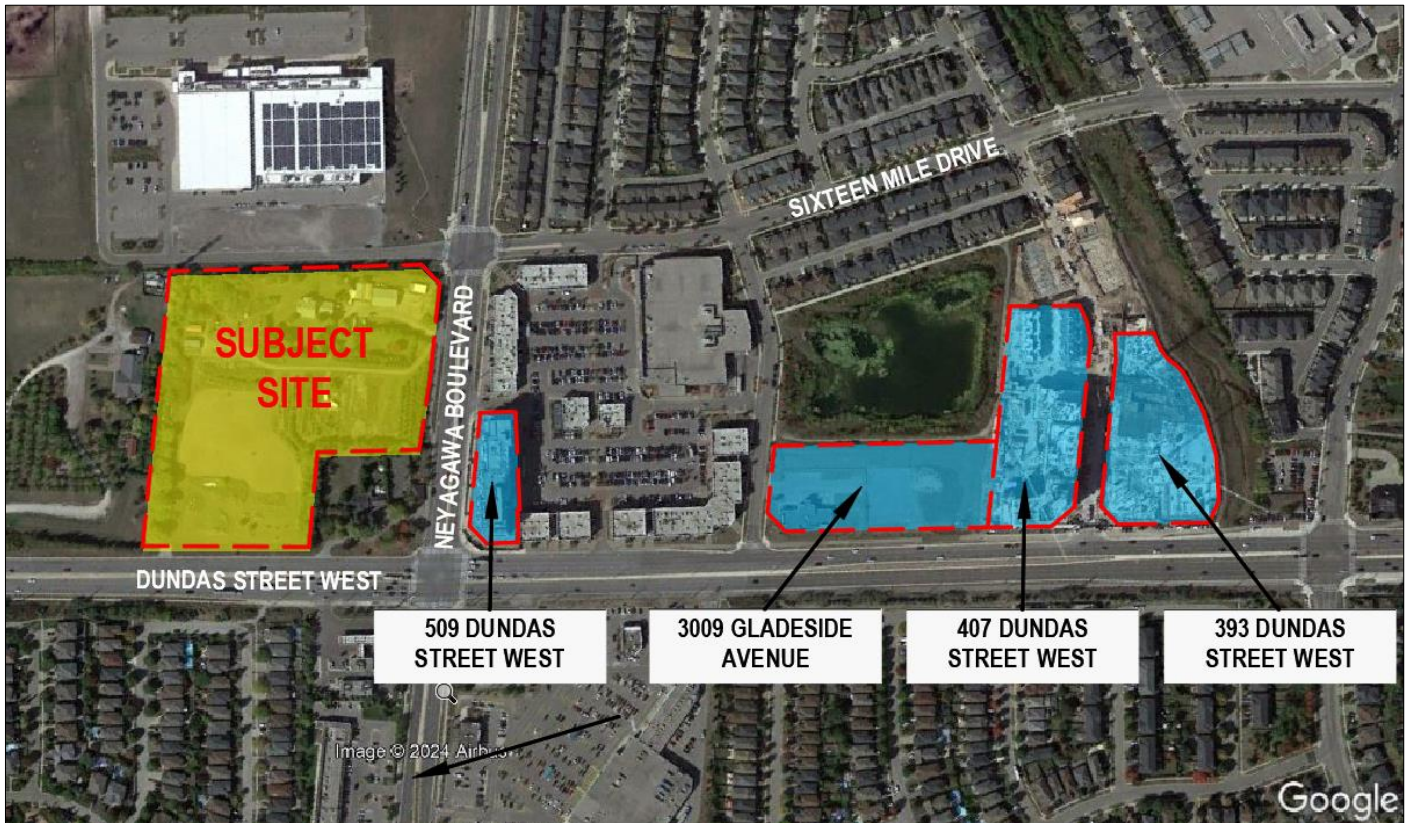 SIXTEEN MILE DRIVE
SUBJECT
SITE
NEYAGAWA BOULEVARD
DUNDAS STREET WEST
509 DUNDAS
STREET WEST
3009 GLADESIDE
AVENUE
407 DUNDAS
STREET WEST
393 DUNDAS
STREET WEST
Image © 2024 Airbus
Google